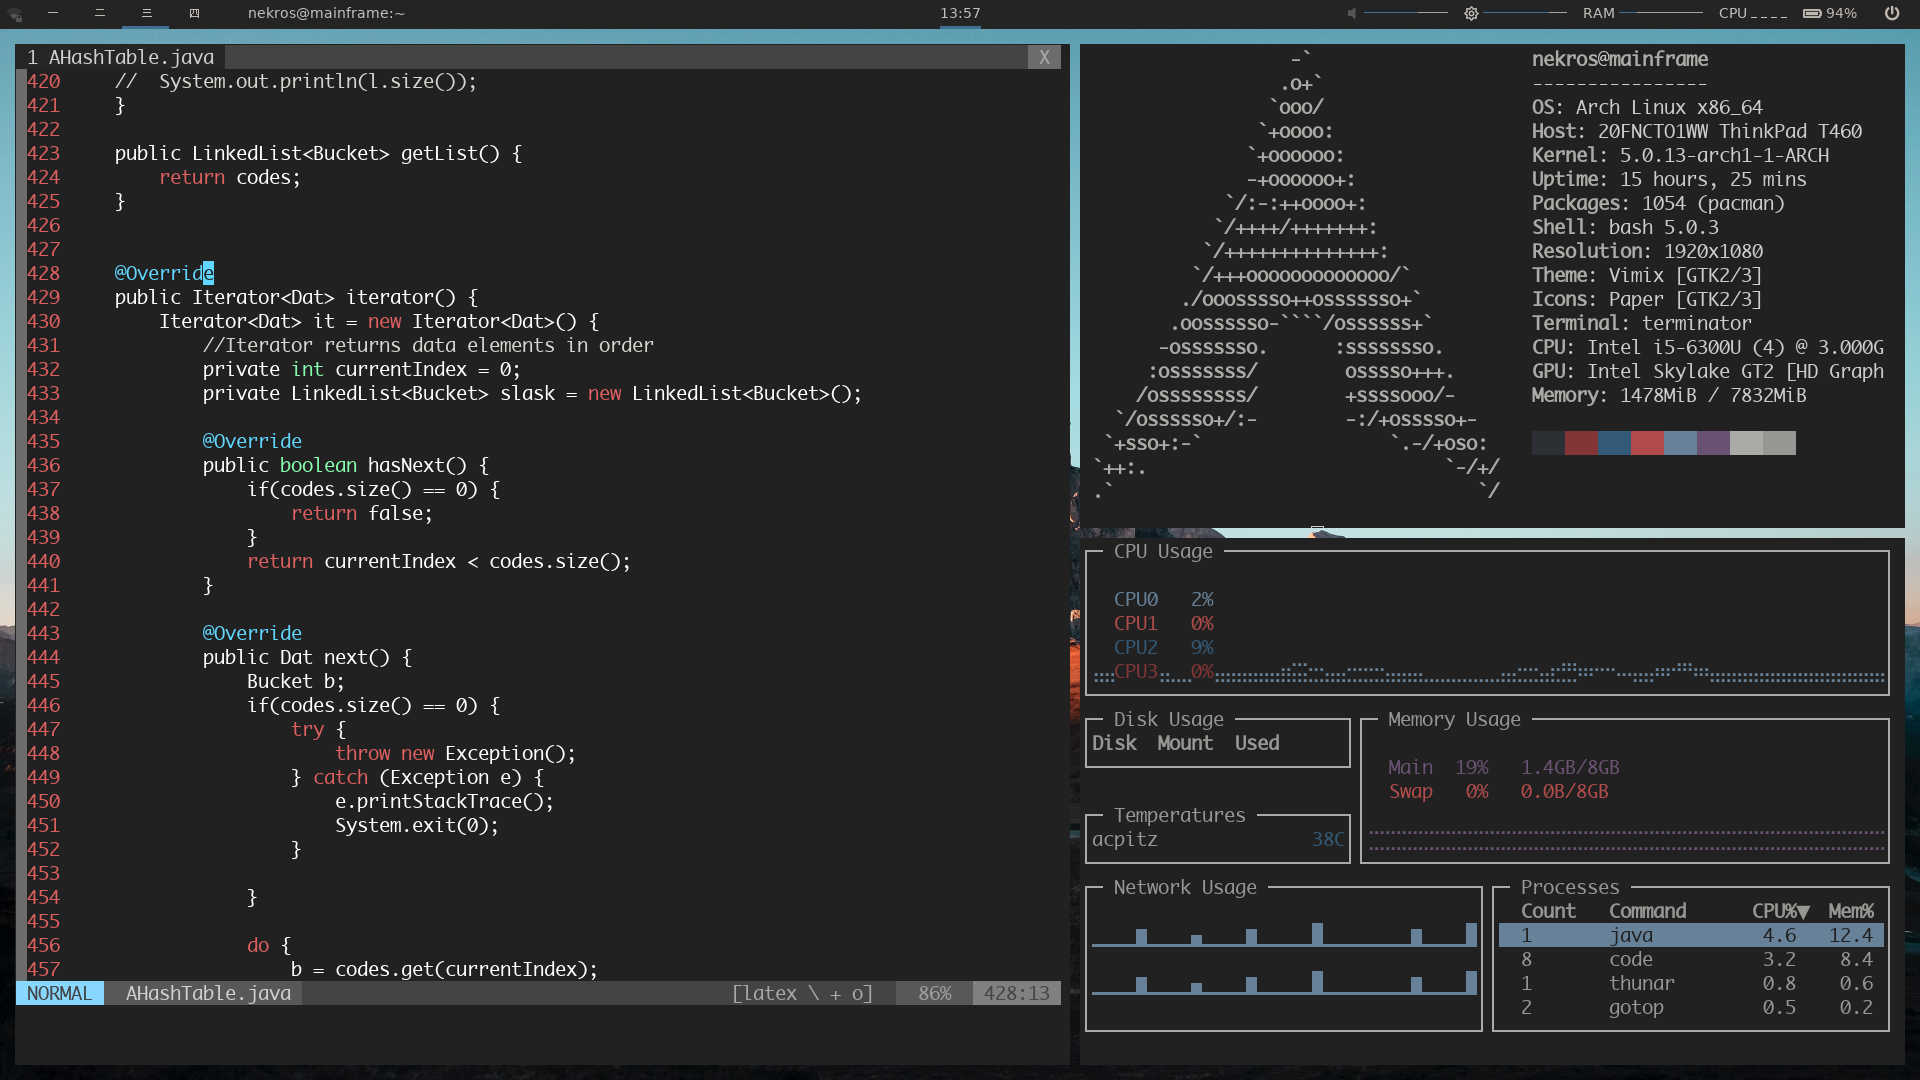 一 二 三 四 nekros@mainframe:~ 13:57 RAM CPU 94%
1 AHashTable.java X
420 //  System.out.println(l.size());
421 }
422
423 public LinkedList<Bucket> getList() {
424 return codes;
425 }
426
427
428 @Override
429 public Iterator<Dat> iterator() {
430 Iterator<Dat> it = new Iterator<Dat>() {
431 //Iterator returns data elements in order
432 private int currentIndex = 0;
433 private LinkedList<Bucket> slask = new LinkedList<Bucket>();
434
435 @Override
436 public boolean hasNext() {
437 if(codes.size() == 0) {
438 return false;
439 }
440 return currentIndex < codes.size();
441 }
442
443 @Override
444 public Dat next() {
445 Bucket b;
446 if(codes.size() == 0) {
447 try {
448 throw new Exception();
449 } catch (Exception e) {
450 e.printStackTrace();
451 System.exit(0);
452 }
453
454 }
455
456 do {
457 b = codes.get(currentIndex);
NORMAL AHashTable.java [latex \ + o] 86% 428:13
-`
.o+`
`ooo/
`+oooo:
`+oooooo:
-+oooooo+:
`/:-:++oooo+:
`/++++/+++++++:
`/++++++++++++++:
`/+++ooooooooooooo/`
./ooosssso++osssssso+`
.oossssso-````/ossssss+`
-osssssso.      :ssssssso.
:osssssss/        osssso+++.
/ossssssss/        +ssssooo/-
`/ossssso+/:-        -:/+osssso+-
`+sso+:-`                 `.-/+oso:
`++:.                           `-/+/
.`                                 `/
nekros@mainframe
----------------
OS: Arch Linux x86_64
Host: 20FNCTO1WW ThinkPad T460
Kernel: 5.0.13-arch1-1-ARCH
Uptime: 15 hours, 25 mins
Packages: 1054 (pacman)
Shell: bash 5.0.3
Resolution: 1920x1080
Theme: Vimix [GTK2/3]
Icons: Paper [GTK2/3]
Terminal: terminator
CPU: Intel i5-6300U (4) @ 3.000G
GPU: Intel Skylake GT2 [HD Graph
Memory: 1478MiB / 7832MiB
CPU Usage
CPU0 2%
CPU1 0%
CPU2 9%
CPU3 0%
Disk Usage
Disk Mount Used
Memory Usage
Main 19% 1.4GB/8GB
Swap 0% 0.0B/8GB
Temperatures
acpitz 38C
Network Usage
Processes
Count Command CPU%▼ Mem%
1 java 4.6 12.4
8 code 3.2 8.4
1 thunar 0.8 0.6
2 gotop 0.5 0.2